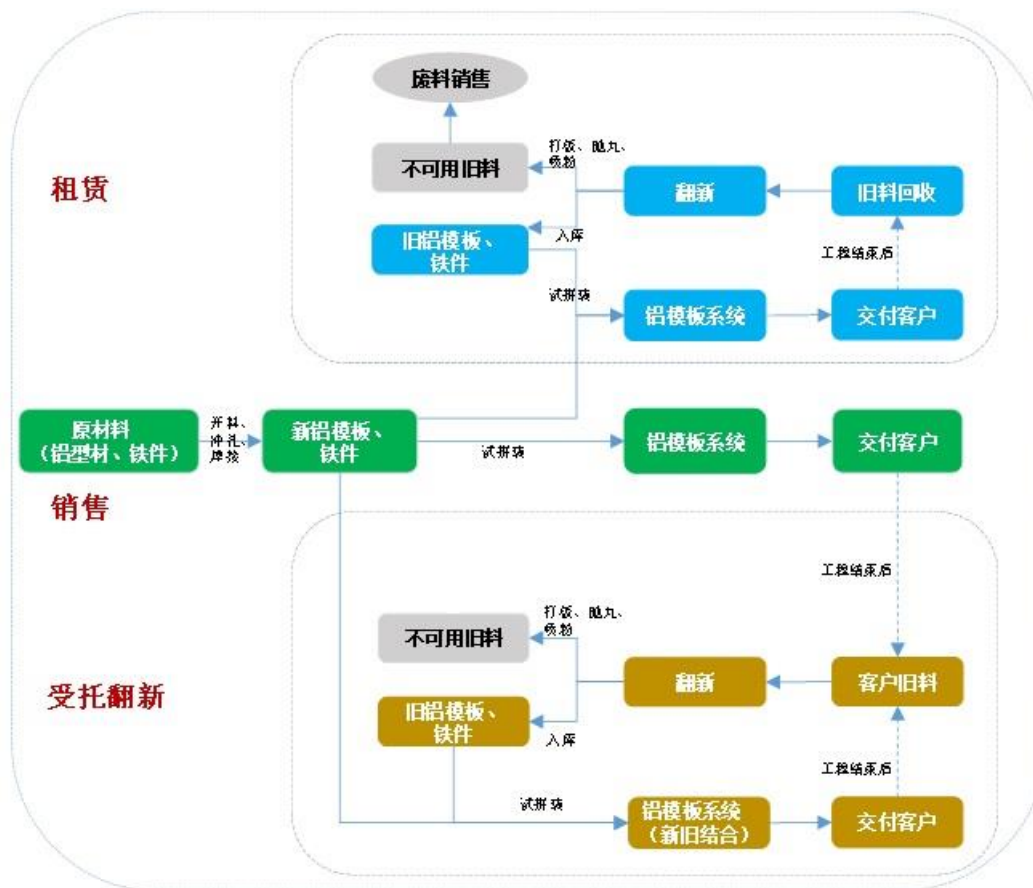 废料销售
不可用旧料
打板、抛丸、
喷粉
翻新
旧料回收
租赁
旧铝模板、
铁件
入库
工程结束后
试拼装
铝模板系统
交付客户
原材料
（铝型材、铁件）
开料、
冲孔、
焊接
新铝模板、
铁件
试拼装
铝模板系统
交付客户
销售
工程结束后
打板、抛丸、
喷粉
不可用旧料
翻新
客户旧料
受托翻新
旧铝模板、
铁件
入库
工程结束后
试拼装
铝模板系统
（新旧结合）
交付客户